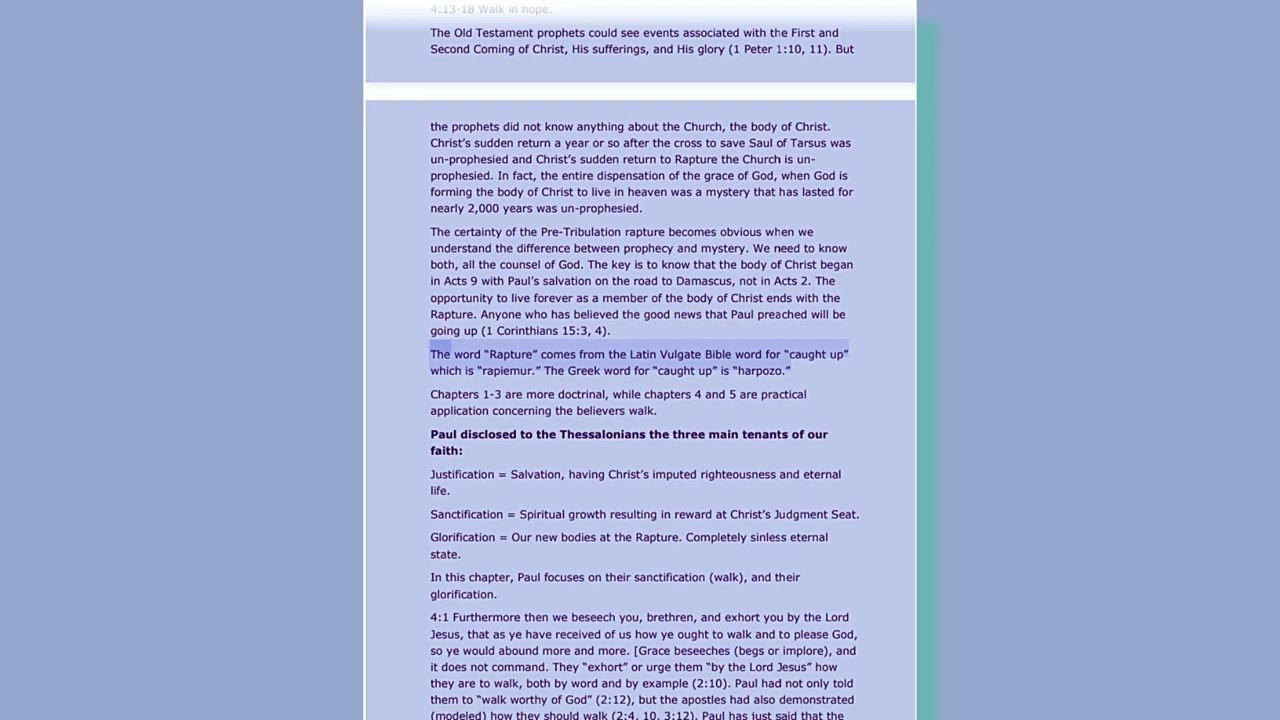 4:13-18 Walk in hope.
The Old Testament prophets could see events associated with the First and
Second Coming of Christ, His sufferings, and His glory (1 Peter 1:10, 11). But
the prophets did not know anything about the Church, the body of Christ.
Christ's sudden return a year or so after the cross to save Saul of Tarsus was
un-prophesied and Christ's sudden return to Rapture the Church is un-
prophesied. In fact, the entire dispensation of the grace of God, when God is
forming the body of Christ to live in heaven was a mystery that has lasted for
nearly 2,000 years was un-prophesied.
The certainty of the Pre-Tribulation rapture becomes obvious when we
understand the difference between prophecy and mystery. We need to know
both, all the counsel of God. The key is to know that the body of Christ began
in Acts 9 with Paul's salvation on the road to Damascus, not in Acts 2. The
opportunity to live forever as a member of the body of Christ ends with the
Rapture. Anyone who has believed the good news that Paul preached will be
going up (1 Corinthians 15:3, 4).
The word “Rapture” comes from the Latin Vulgate Bible word for “caught up”
which is “rapiemur.” The Greek word for “caught up” is “harpozo.”
Chapters 1-3 are more doctrinal, while chapters 4 and 5 are practical
application concerning the believers walk.
Paul disclosed to the Thessalonians the three main tenants of our
faith:
Justification = Salvation, having Christ's imputed righteousness and eternal
life.
Sanctification = Spiritual growth resulting in reward at Christ's Judgment Seat.
Glorification = Our new bodies at the Rapture. Completely sinless eternal
state.
In this chapter, Paul focuses on their sanctification (walk), and their
glorification.
4:1 Furthermore then we beseech you, brethren, and exhort you by the Lord
Jesus, that as ye have received of us how ye ought to walk and to please God,
so ye would abound more and more. [Grace beseeches (begs or implore), and
it does not command. They “exhort” or urge them “by the Lord Jesus” how
they are to walk, both by word and by example (2:10). Paul had not only told
them to “walk worthy of God” (2:12), but the apostles had also demonstrated
(modeled) how they should walk (2:4, 10, 3:12). Paul has just said that the